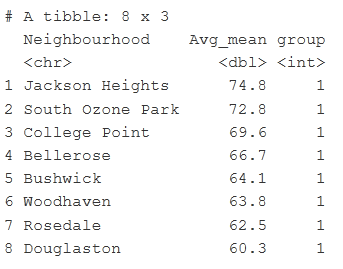 # A tibble: 8 x 3
Neighbourhood Avg_mean group
<chr> <dbl> <int>
1 Jackson Heights 74.8 1
2 South Ozone Park 72.8 1
3 College Point 69.6 1
4 Bellerose 66.7 1
5 Bushwick 64.1 1
6 Woodhaven 63.8 1
7 Rosedale 62.5 1
8 Douglaston 60.3 1